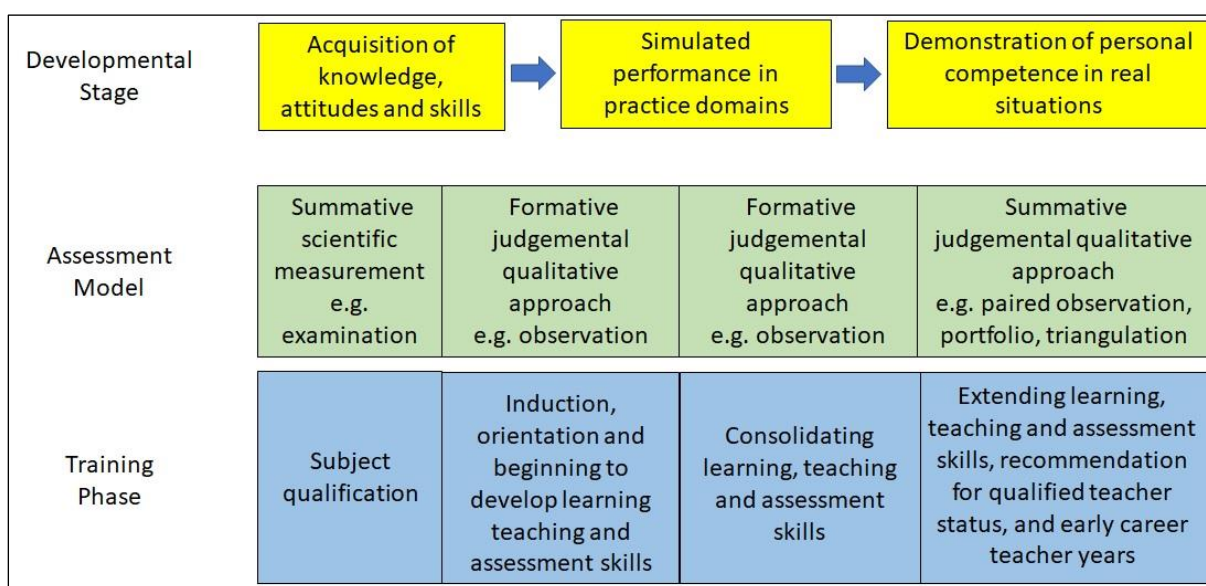 Developmental
Stage
Acquisition of
knowledge,
attitudes and skills
Simulated
performance in
practice domains
Demonstration of personal
competence in real
situations
Assessment
Model
Summative
scientific
measurement
e.g.
examination
Formative
judgemental
qualitative
approach
e.g. observation
Formative
judgemental
qualitative
approach
e.g. observation
Summative
judgemental qualitative
approach
e.g. paired observation,
portfolio, triangulation
Training
Phase
Subject
qualification
Induction,
orientation and
beginning to
develop learning
teaching and
assessment skills
Consolidating
learning, teaching
and assessment
skills
Extending learning,
teaching and assessment
skills, recommendation
for qualified teacher
status, and early career
teacher years